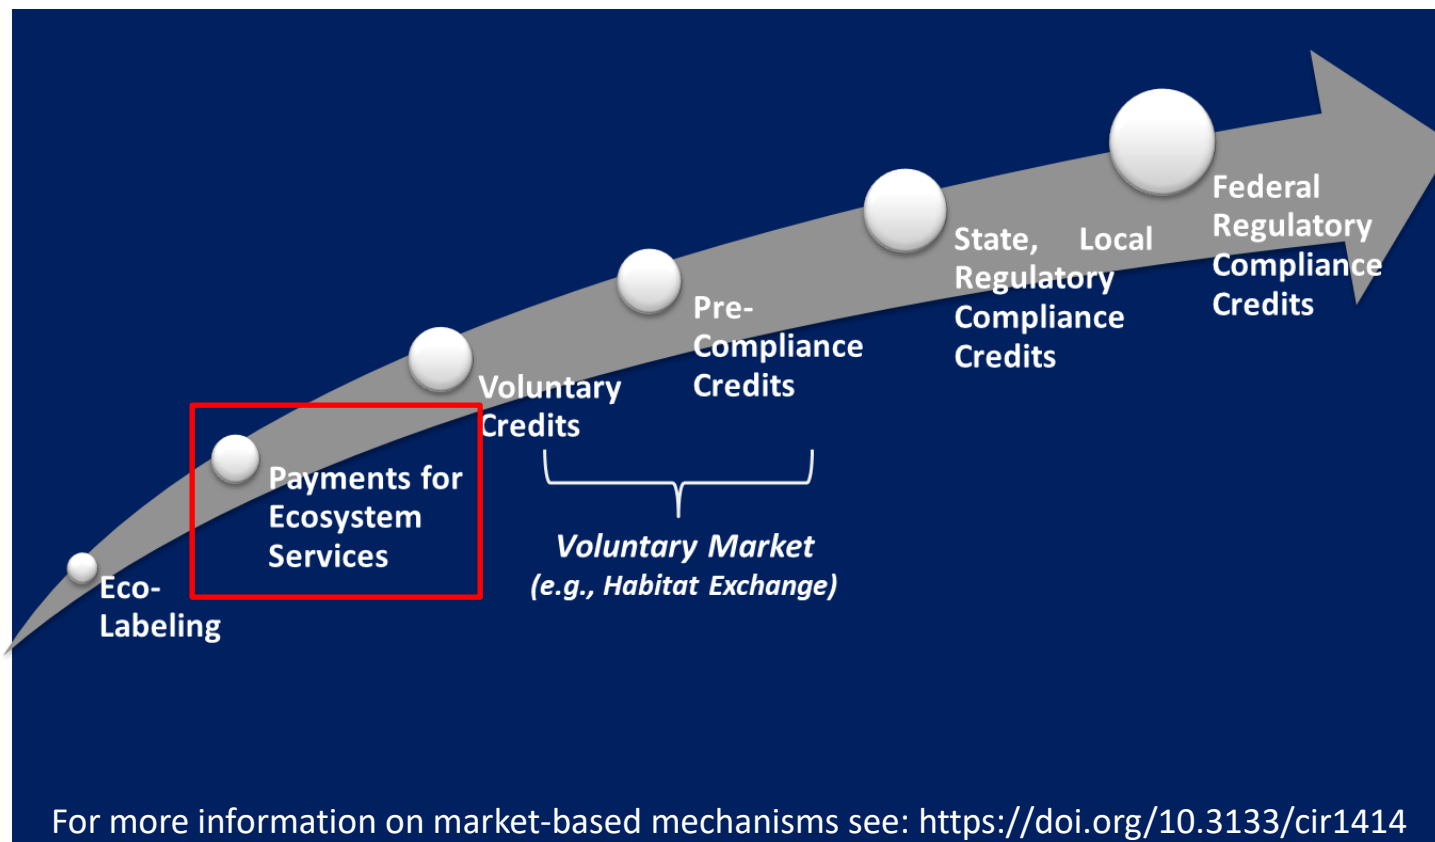 Eco-
Labeling
Payments for
Ecosystem
Services
Voluntary
Credits
Pre-
Compliance
Credits
State, Local
Regulatory
Compliance
Credits
Federal
Regulatory
Compliance
Credits
Voluntary Market
(e.g., Habitat Exchange)
For more information on market-based mechanisms see: https://doi.org/10.3133/cir1414